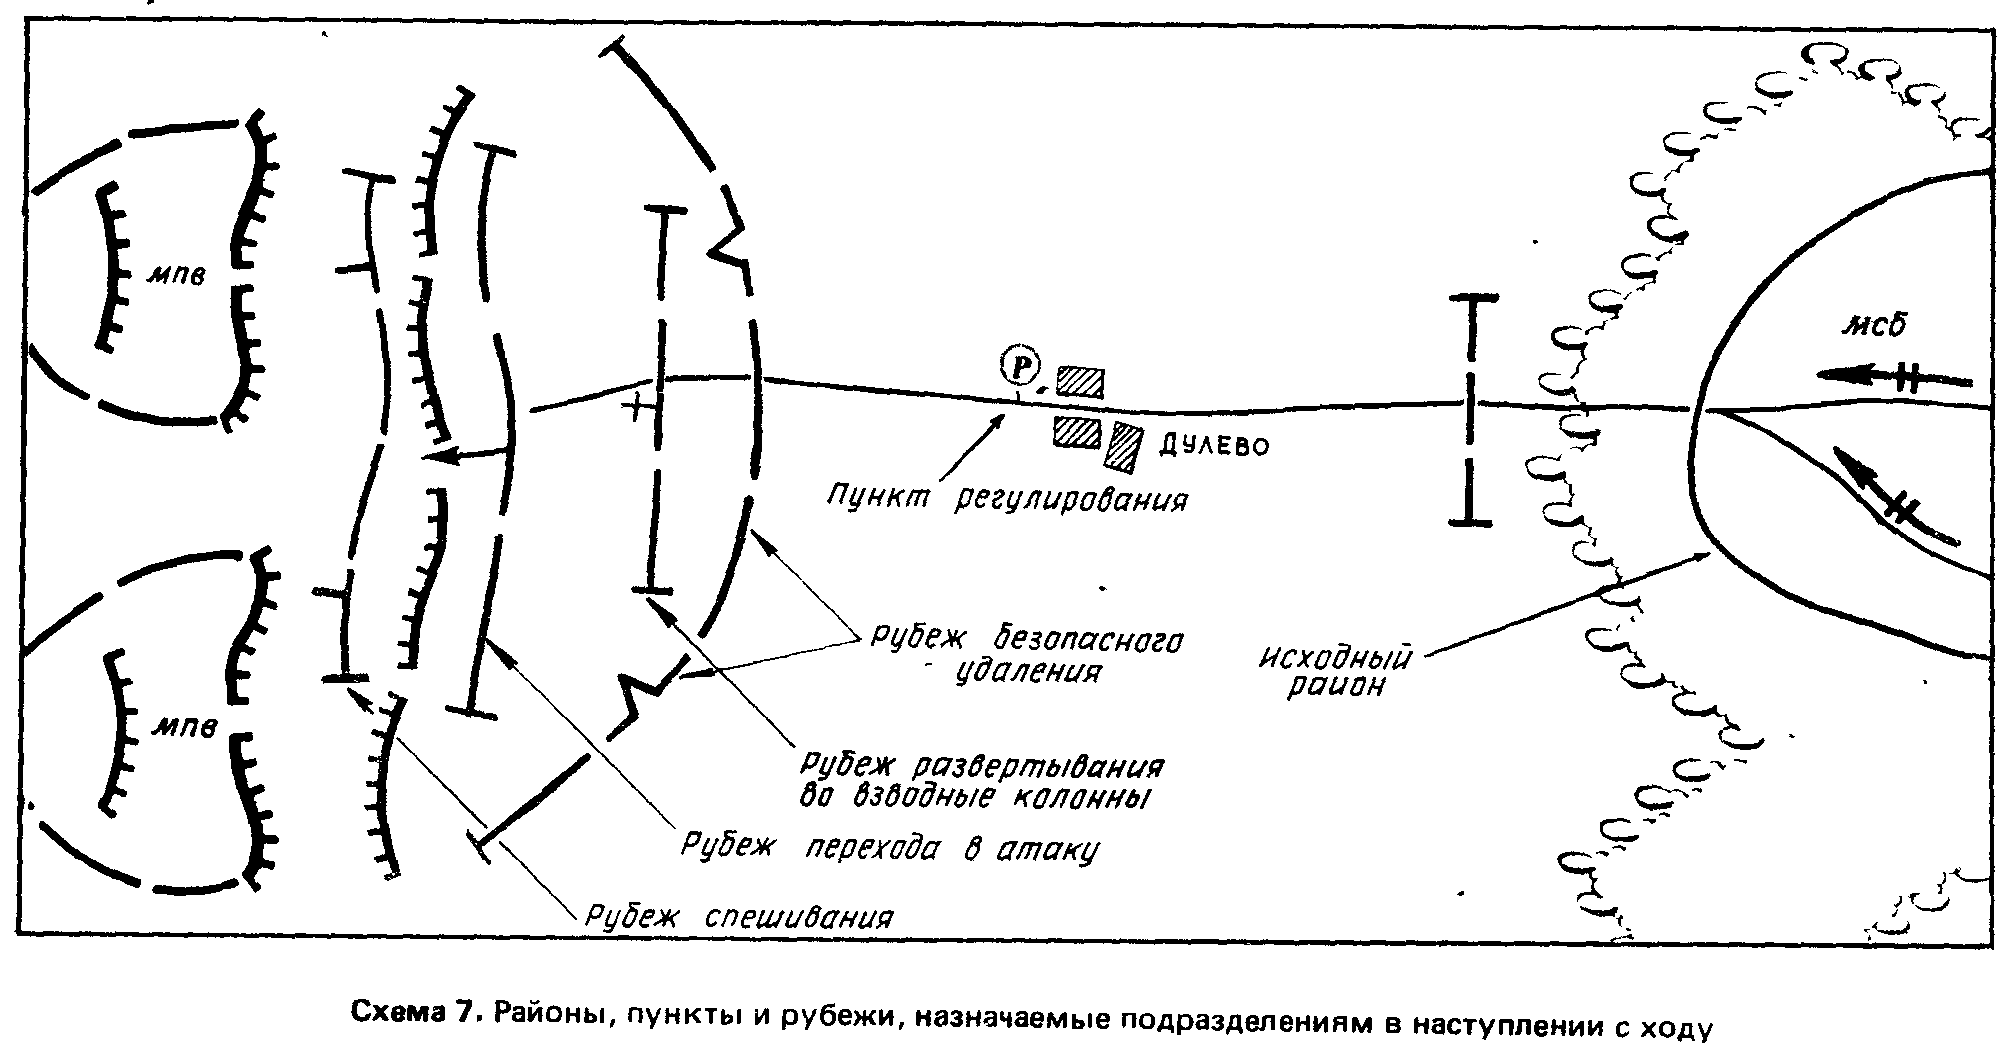 мпв
мсб
Р
ДУЛЕВО
Пункт регулирования
Рубеж безопасного
удаления
Исходный
район
мпв
Рубеж развертывания
во взводные колонны
Рубеж перехода в атаку
Рубеж спешивания
Схема 7. Районы, пункты и рубежи, назначаемые подразделениям в наступлении с ходу